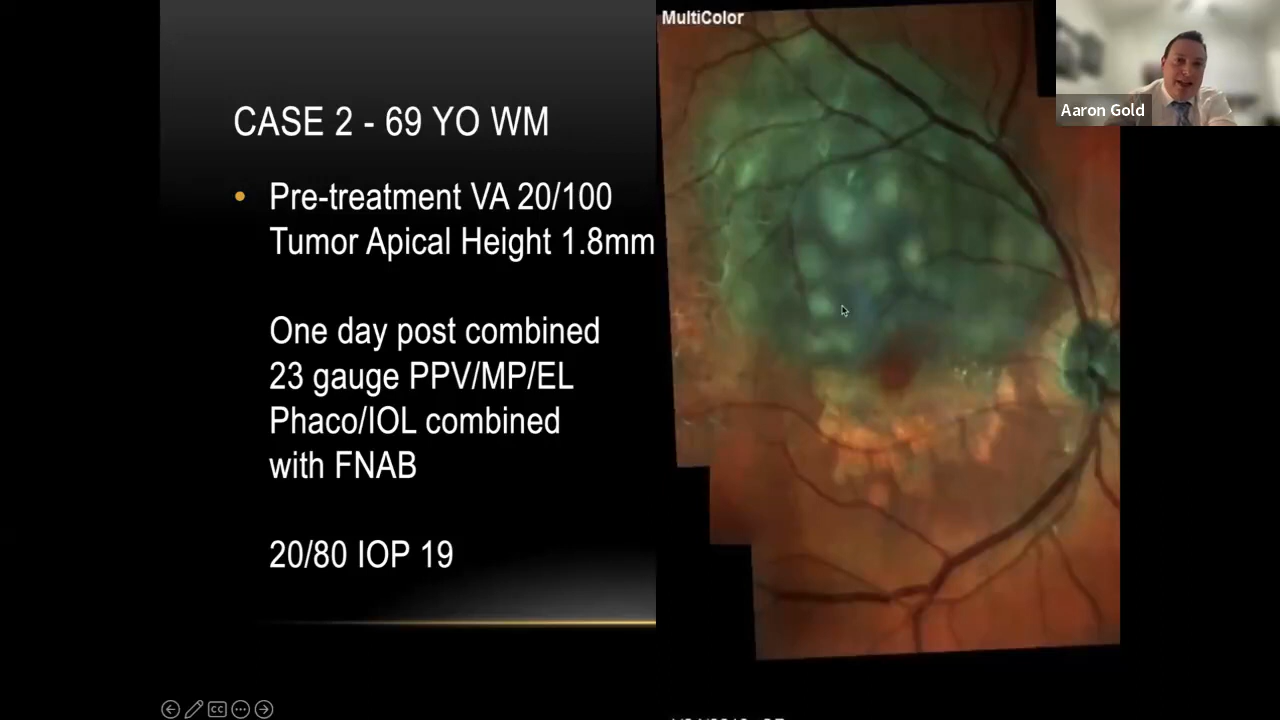 MultiColor
Aaron Gold
CASE 2 - 69 YO WM
• Pre-treatment VA 20/100
Tumor Apical Height 1.8mm
One day post combined
23 gauge PPV/MP/EL
Phaco/IOL combined
with FNAB
20/80 IOP 19
CC